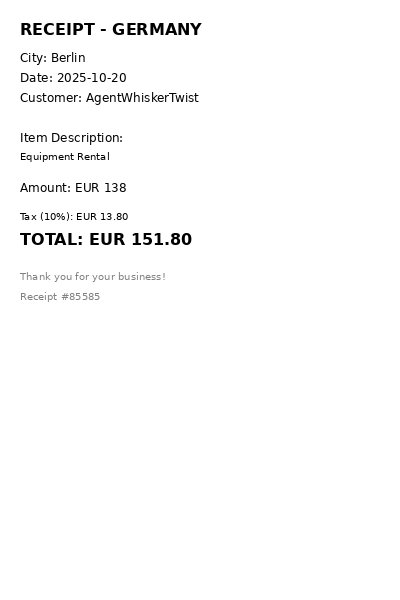 RECEIPT - GERMANY
City: Berlin
Date: 2025-10-20
Customer: AgentWhiskerTwist
Item Description:
Equipment Rental
Amount: EUR 138
Tax (10%): EUR 13.80
TOTAL: EUR 151.80
Thank you for your business!
Receipt #85585